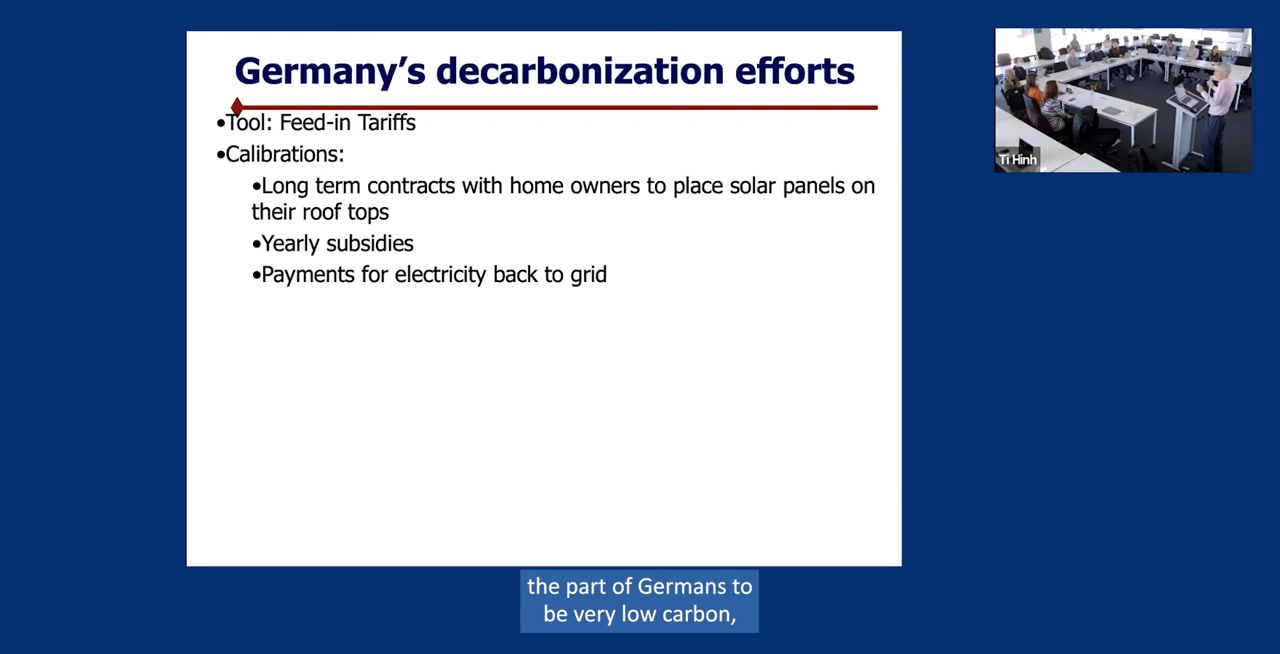 Germany's decarbonization efforts
•Tool: Feed-in Tariffs
•Calibrations:
•Long term contracts with home owners to place solar panels on
their roof tops
•Yearly subsidies
•Payments for electricity back to grid
Ti Hinh
the part of Germans to
be very low carbon,